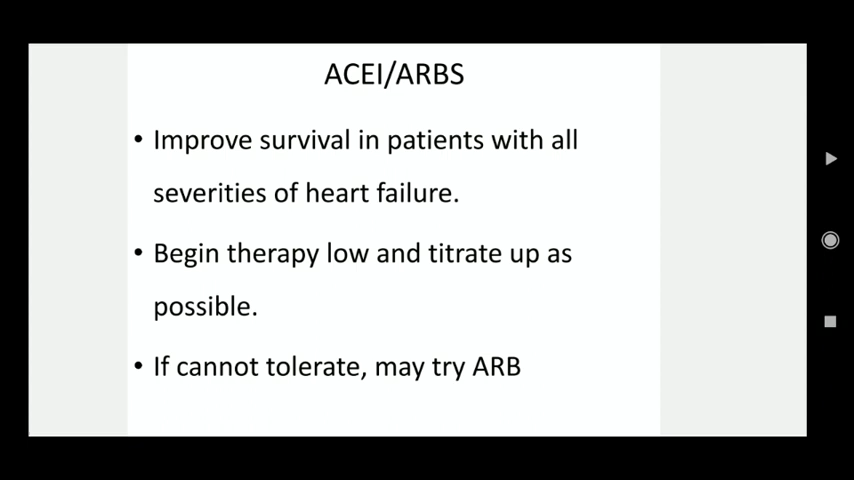 ACEI/ARBS
• Improve survival in patients with all
severities of heart failure.
• Begin therapy low and titrate up as
possible.
• If cannot tolerate, may try ARB